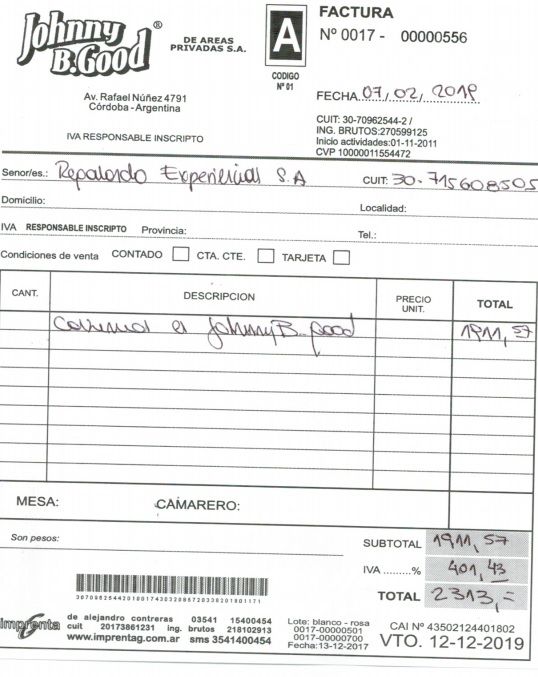 Johnny B.Good ®
DE AREAS PRIVADAS S.A.
Av. Rafael Núñez 4791
Córdoba - Argentina
IVA RESPONSABLE INSCRIPTO
A
CODIGO
Nº 01
FACTURA
Nº 0017 - 00000556
FECHA 07/02/2018
CUIT: 30-70962544-2 /
ING. BRUTOS:270599125
Inicio actividades:01-11-2011
CVP 10000011554472
Senor/es.: Regalando Experiencias S.A CUIT: 30-715608505
Domicilio: Localidad:
IVA RESPONSABLE INSCRIPTO Provincia: Tel.:
Condiciones de venta CONTADO CTA. CTE. TARJETA
CANT. DESCRIPCION PRECIO UNIT. TOTAL
Johnny B. Good 1911,57
MESA: CAMARERO:
Son pesos:
SUBTOTAL 1911,57
IVA .........% 401,43
TOTAL 2313,=
imprenta
de alejandro contreras 03541 15400454
cuit 20173861231 ing. brutos 218102913
www.imprentag.com.ar sms 3541400454
Lote: blanco - rosa
0017-00000501
0017-00000700
Fecha:13-12-2017
CAI Nº 43502124401802
VTO. 12-12-2019